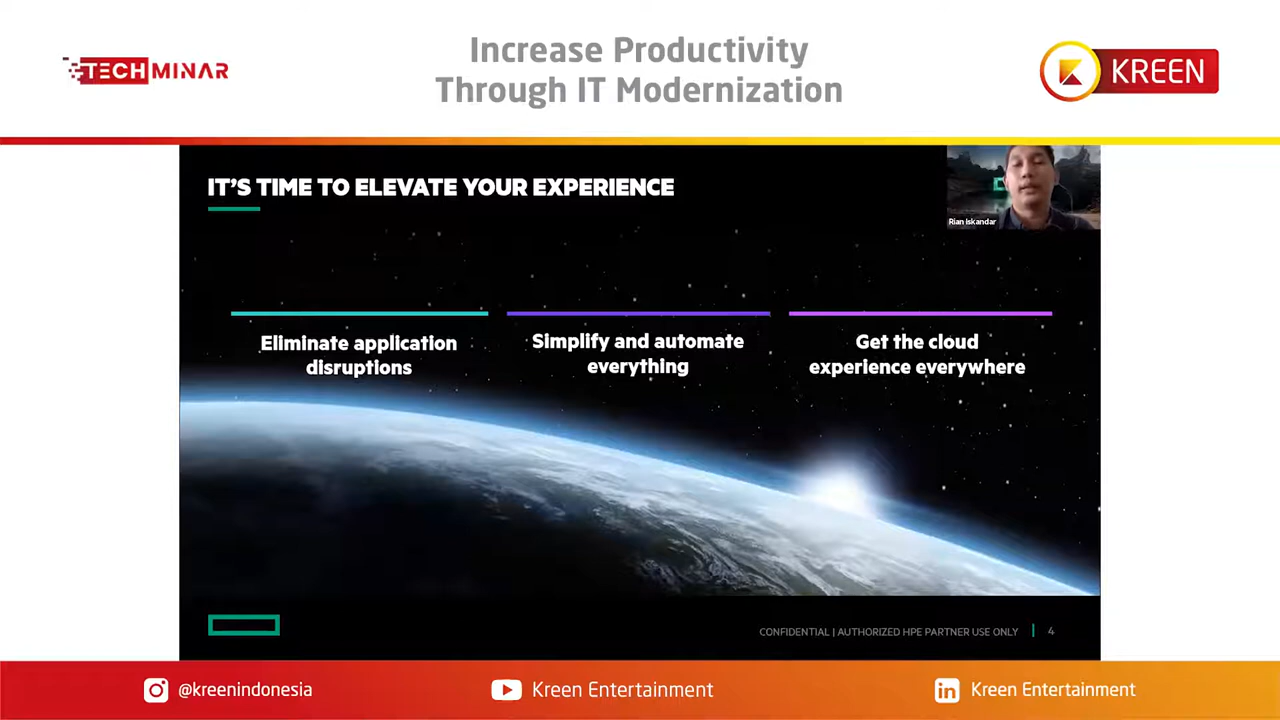 TECHMINAR
Increase Productivity
Through IT Modernization
KREEN
IT'S TIME TO ELEVATE YOUR EXPERIENCE
Rian Iskandar
Eliminate application
disruptions
Simplify and automate
everything
Get the cloud
experience everywhere
CONFIDENTIAL | AUTHORIZED HPE PARTNER USE ONLY | 4
@kreenindonesia
Kreen Entertainment
Kreen Entertainment